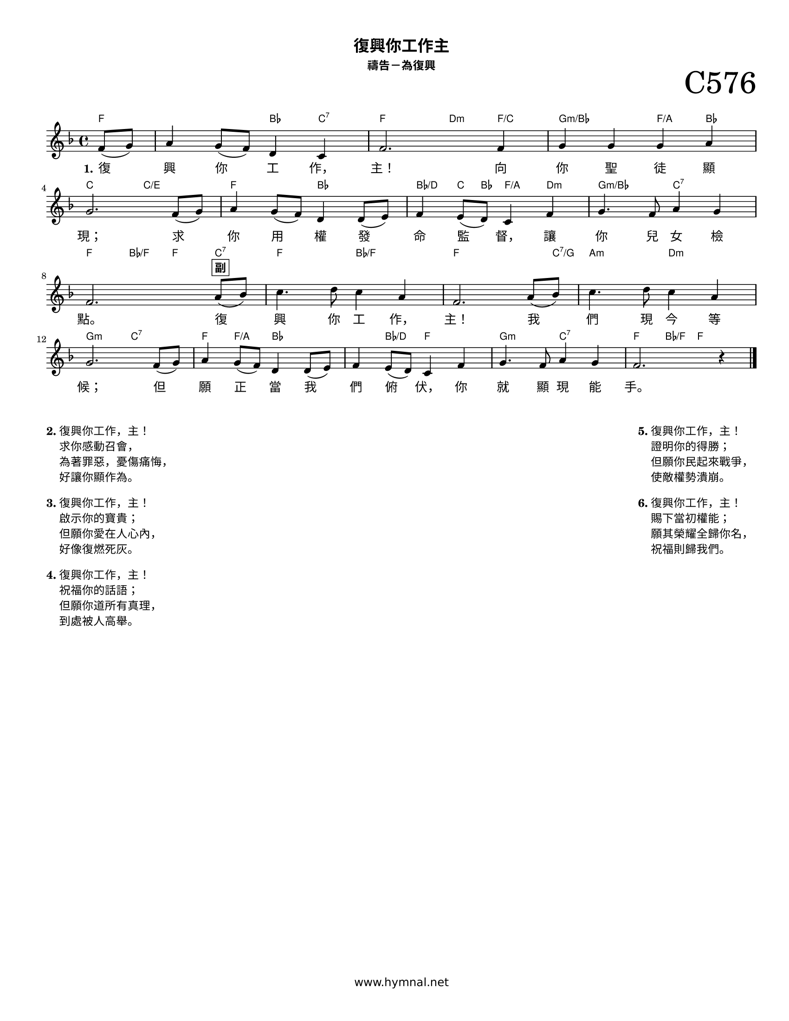 復興你工作主
禱告－為復興
C576
F B♭ C7 F Dm F/C Gm/B♭ F/A B♭
1. 復 興 你 工 作， 主！ 向 你 聖 徒 顯
C C/E F B♭ B♭/D C B♭ F/A Dm Gm/B♭ C7
4
現； 求 你 用 權 發 命 監 督， 讓 你 兒 女 檢
F B♭/F F C7 F B♭/F F C7/G Am Dm
副
8
點。 復 興 你 工 作， 主！ 我 們 現 今 等
Gm C7 F F/A B♭ B♭/D F Gm C7 F B♭/F F
12
候； 但 願 正 當 我 們 俯 伏， 你 就 顯 現 能 手。
2. 復興你工作，主！
求你感動召會，
為著罪惡，憂傷痛悔，
好讓你顯作為。
3. 復興你工作，主！
啟示你的寶貴；
但願你愛在人心內，
好像復燃死灰。
4. 復興你工作，主！
祝福你的話語；
但願你道所有真理，
到處被人高舉。
5. 復興你工作，主！
證明你的得勝；
但願你民起來戰爭，
使敵權勢潰崩。
6. 復興你工作，主！
賜下當初權能；
願其榮耀全歸你名，
祝福則歸我們。
www.hymnal.net